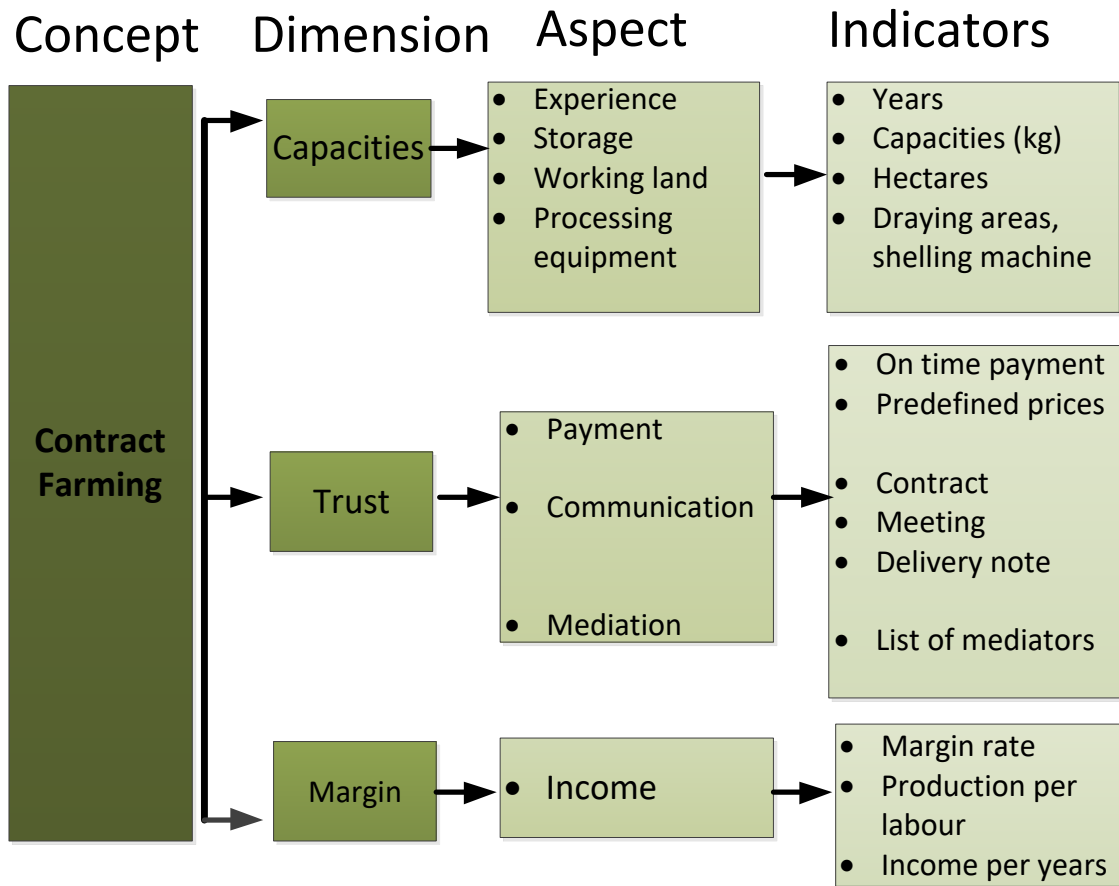 Concept Dimension Aspect Indicators
Contract
Farming
Capacities
• Experience
• Storage
• Working land
• Processing
equipment
• Years
• Capacities (kg)
• Hectares
• Draying areas,
shelling machine
Trust
• Payment
• Communication
• Mediation
• On time payment
• Predefined prices
• Contract
• Meeting
• Delivery note
• List of mediators
Margin
• Income
• Margin rate
• Production per
labour
• Income per years